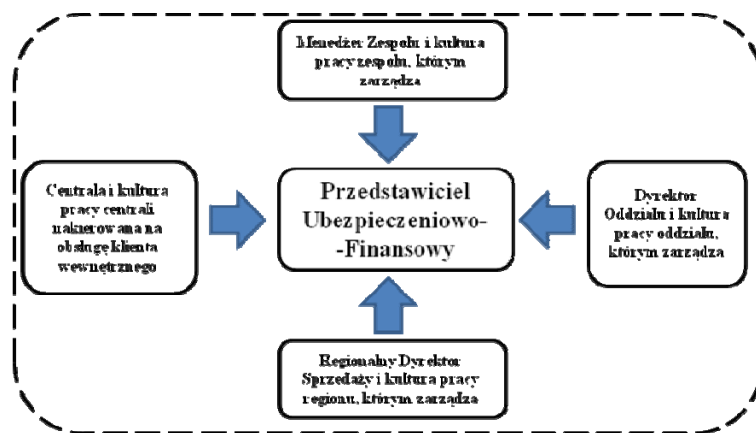 Menedżer Zespołu i kultura
pracy zespołu, którym
zarządza
Centrala i kultura
pracy centrali
nakierowana na
obsługę klienta
wewnętrznego
Przedstawiciel
Ubezpieczeniowo-
-Finansowy
Dyrektor
Oddziału i kultura
pracy oddziału,
którym zarządza
Regionalny Dyrektor
Sprzedaży i kultura pracy
regionu, którym zarządza